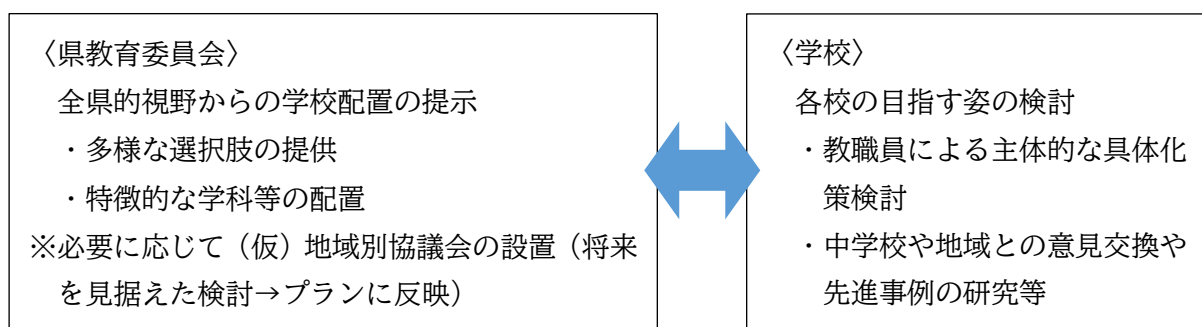 〈県教育委員会〉
全県的視野からの学校配置の提示
・多様な選択肢の提供
・特徴的な学科等の配置
※必要に応じて（仮）地域別協議会の設置（将来
を見据えた検討→プランに反映）
〈学校〉
各校の目指す姿の検討
・教職員による主体的な具体化
策検討
・中学校や地域との意見交換や
先進事例の研究等